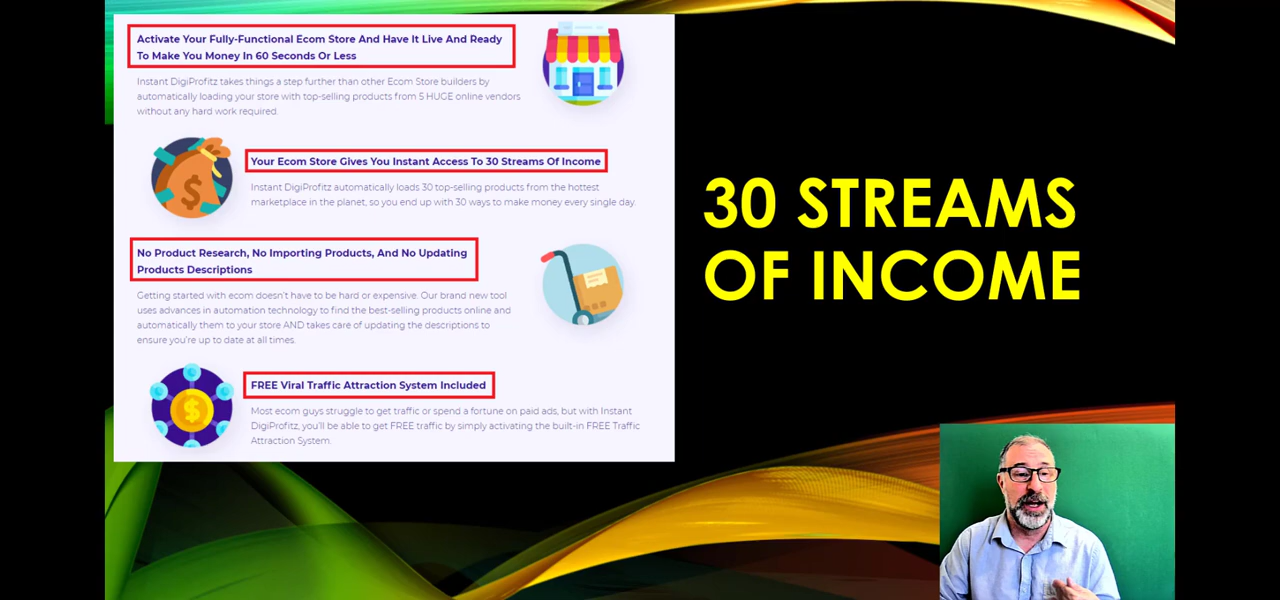 Activate Your Fully-Functional Ecom Store And Have It Live And Ready
To Make You Money In 60 Seconds Or Less
Instant DigiProfitz takes things a step further than other Ecom Store builders by
automatically loading your store with top-selling products from 5 HUGE online vendors
without any hard work required.
Your Ecom Store Gives You Instant Access To 30 Streams Of Income
Instant DigiProfitz automatically loads 30 top-selling products from the hottest
marketplace in the planet, so you end up with 30 ways to make money every single day.
No Product Research, No Importing Products, And No Updating
Products Descriptions
Getting started with ecom doesn't have to be hard or expensive. Our brand new tool
uses advances in automation technology to find the best-selling products online and
automatically them to your store AND takes care of updating the descriptions to
ensure you're up to date at all times.
FREE Viral Traffic Attraction System Included
Most ecom guys struggle to get traffic or spend a fortune on paid ads, but with Instant
DigiProfitz, you'll be able to get FREE traffic by simply activating the built-in FREE Traffic
Attraction System.
30 STREAMS
OF INCOME